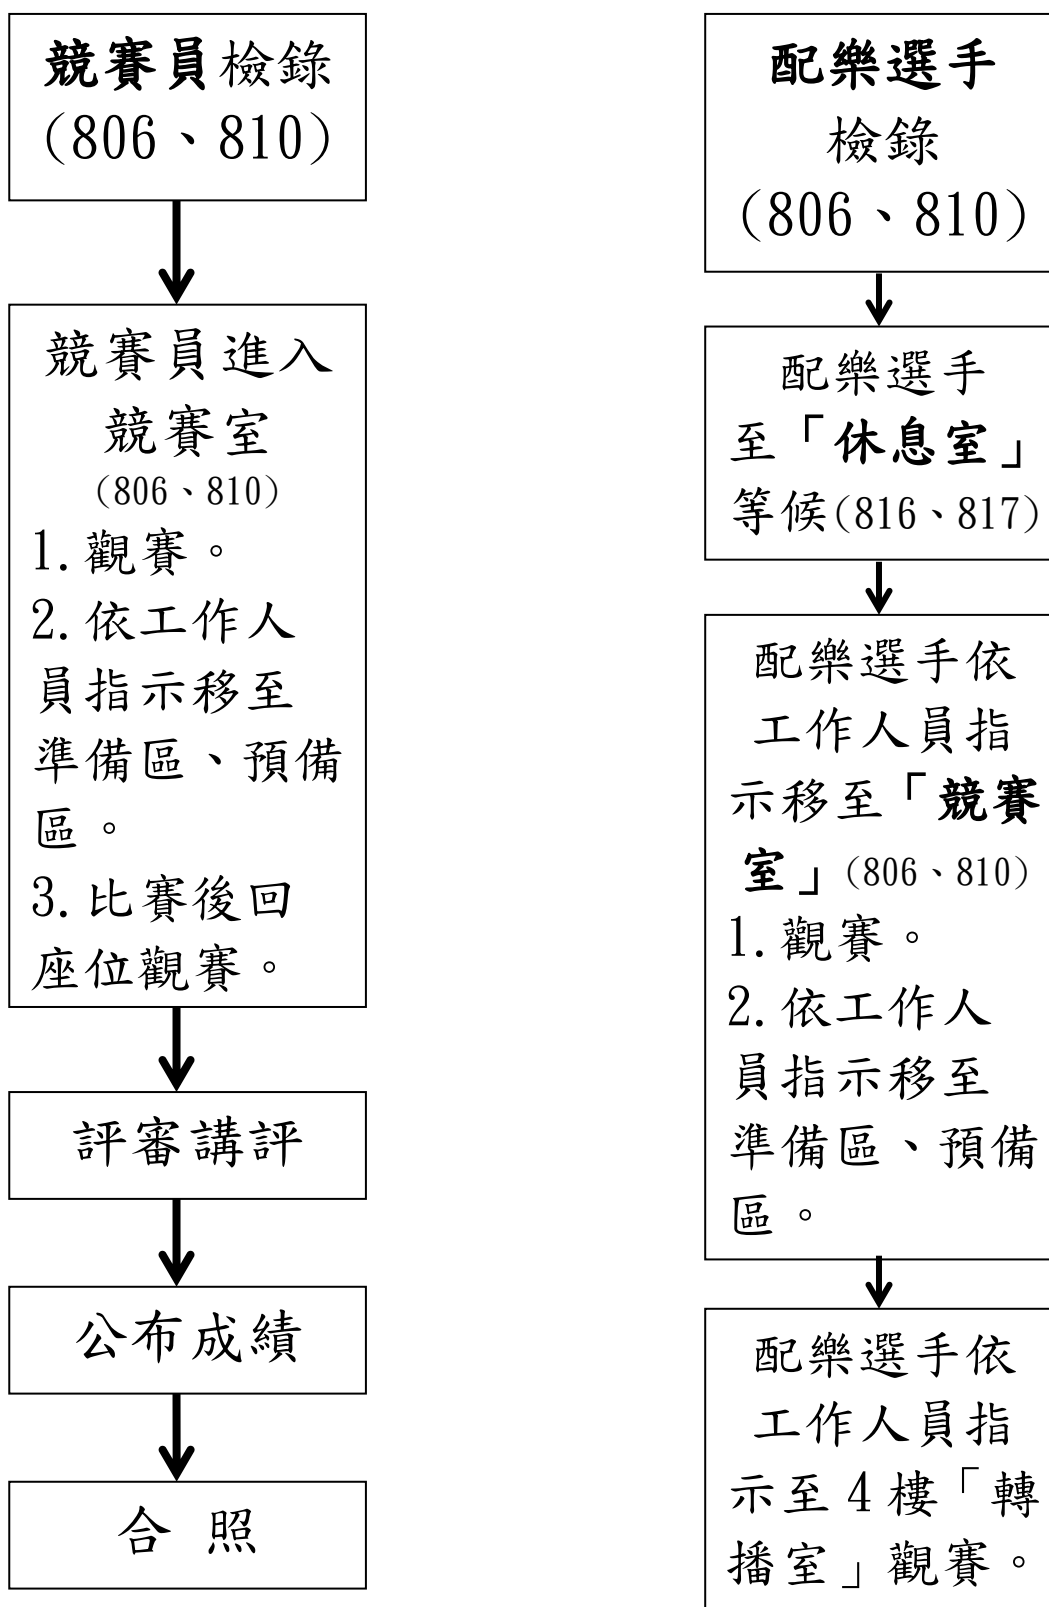 競賽員檢錄
(806、810)
競賽員進入
競賽室
(806、810)
1.觀賽。
2.依工作人
員指示移至
準備區、預備
區。
3.比賽後回
座位觀賽。
評審講評
公布成績
合 照
配樂選手
檢錄
(806、810)
配樂選手
至「休息室」
等候(816、817)
配樂選手依
工作人員指
示移至「競賽
室」(806、810)
1.觀賽。
2.依工作人
員指示移至
準備區、預備
區。
配樂選手依
工作人員指
示至 4 樓「轉
播室」觀賽。